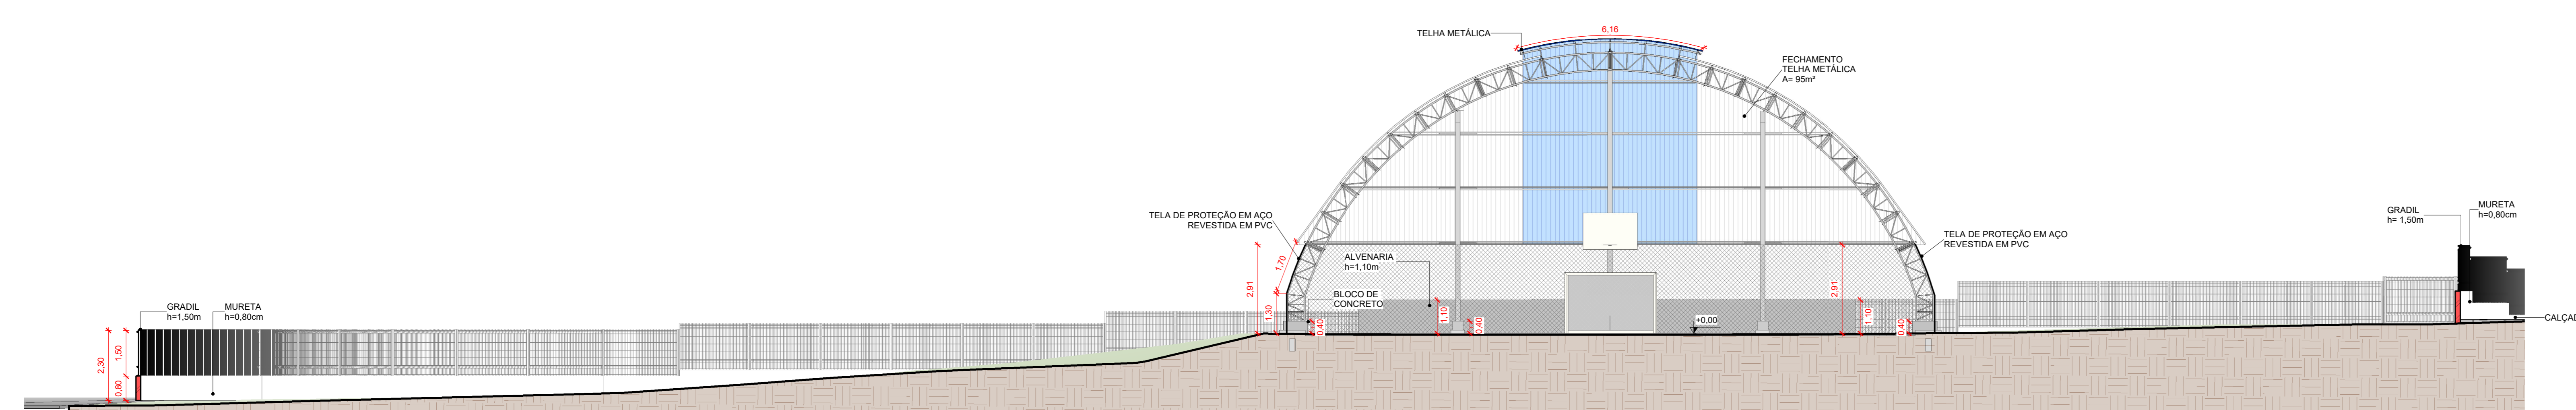 6,16
TELHA METÁLICA
FECHAMENTO
TELHA METÁLICA
A= 95m²
TELA DE PROTEÇÃO EM AÇO
REVESTIDA EM PVC
GRADIL
h= 1,50m
MURETA
h=0,80cm
TELA DE PROTEÇÃO EM AÇO
REVESTIDA EM PVC
ALVENARIA
h=1,10m
1,70
2,91
2,91
BLOCO DE
CONCRETO
1,30
1,10
1,10
GRADIL
h=1,50m
MURETA
h=0,80cm
+0,00
0,40
0,40
0,40
CALÇAD
2,30
1,50
0,80